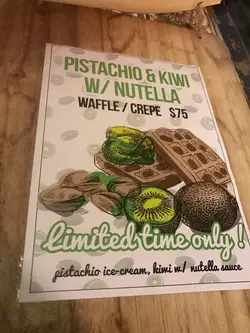 PISTACHIO & KIWI
W/ NUTELLA
WAFFLE / CREPE $75
Limited time only !
pistachio ice-cream, kiwi w/ nutella sauce